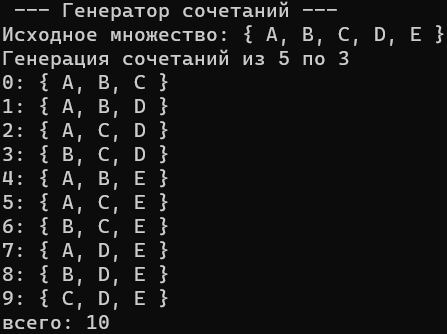 --- Генератор сочетаний ---
Исходное множество: { A, B, C, D, E }
Генерация сочетаний из 5 по 3
0: { A, B, C }
1: { A, B, D }
2: { A, C, D }
3: { B, C, D }
4: { A, B, E }
5: { A, C, E }
6: { B, C, E }
7: { A, D, E }
8: { B, D, E }
9: { C, D, E }
всего: 10